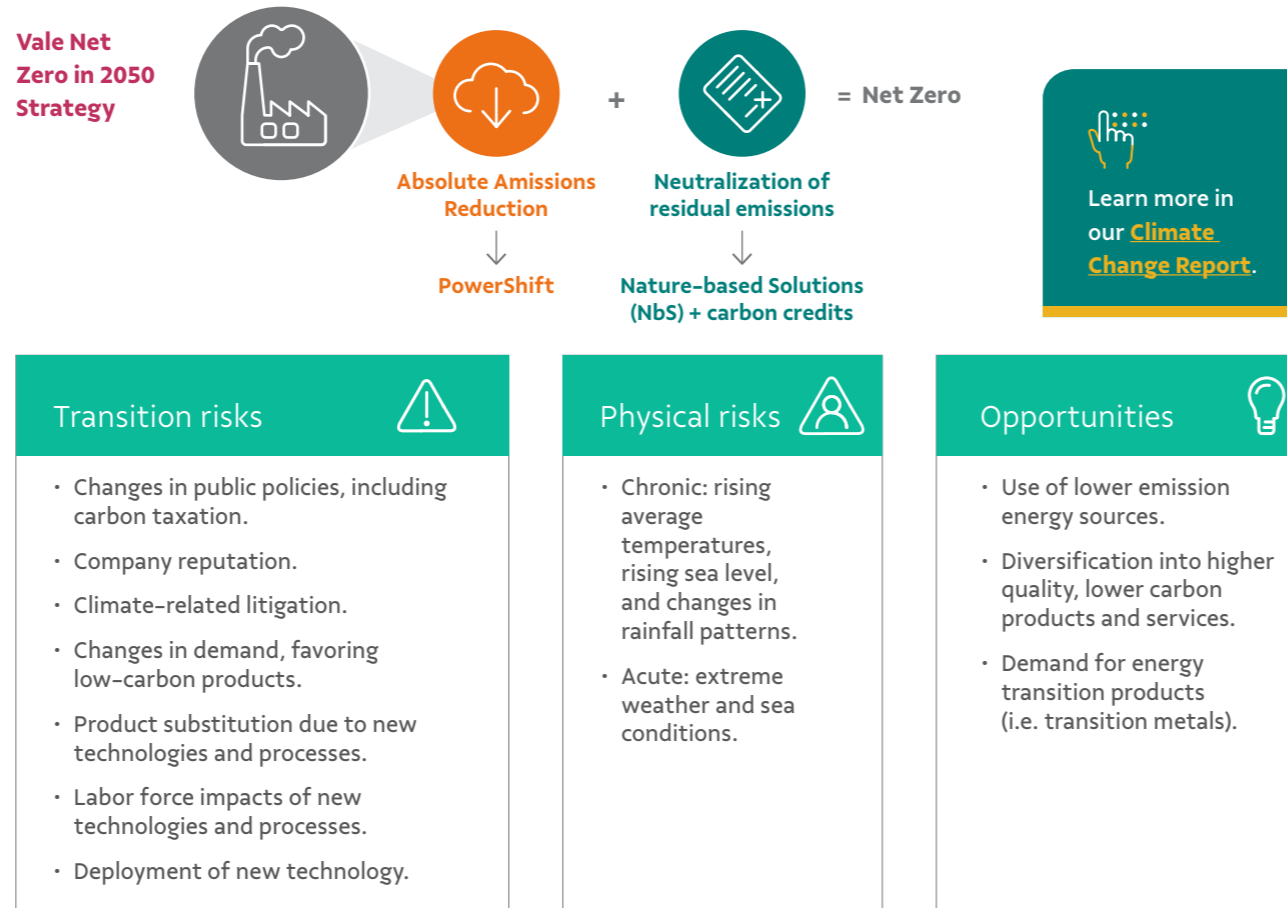 Vale Net
Zero in 2050
Strategy
+
= Net Zero
Absolute Amissions
Reduction
PowerShift
Neutralization of
residual emissions
Nature-based Solutions
(NbS) + carbon credits
Learn more in
our Climate
Change Report.
Transition risks
• Changes in public policies, including
carbon taxation.
• Company reputation.
• Climate-related litigation.
• Changes in demand, favoring
low-carbon products.
• Product substitution due to new
technologies and processes.
• Labor force impacts of new
technologies and processes.
• Deployment of new technology.
Physical risks
• Chronic: rising
average
temperatures,
rising sea level,
and changes in
rainfall patterns.
• Acute: extreme
weather and sea
conditions.
Opportunities
• Use of lower emission
energy sources.
• Diversification into higher
quality, lower carbon
products and services.
• Demand for energy
transition products
(i.e. transition metals).